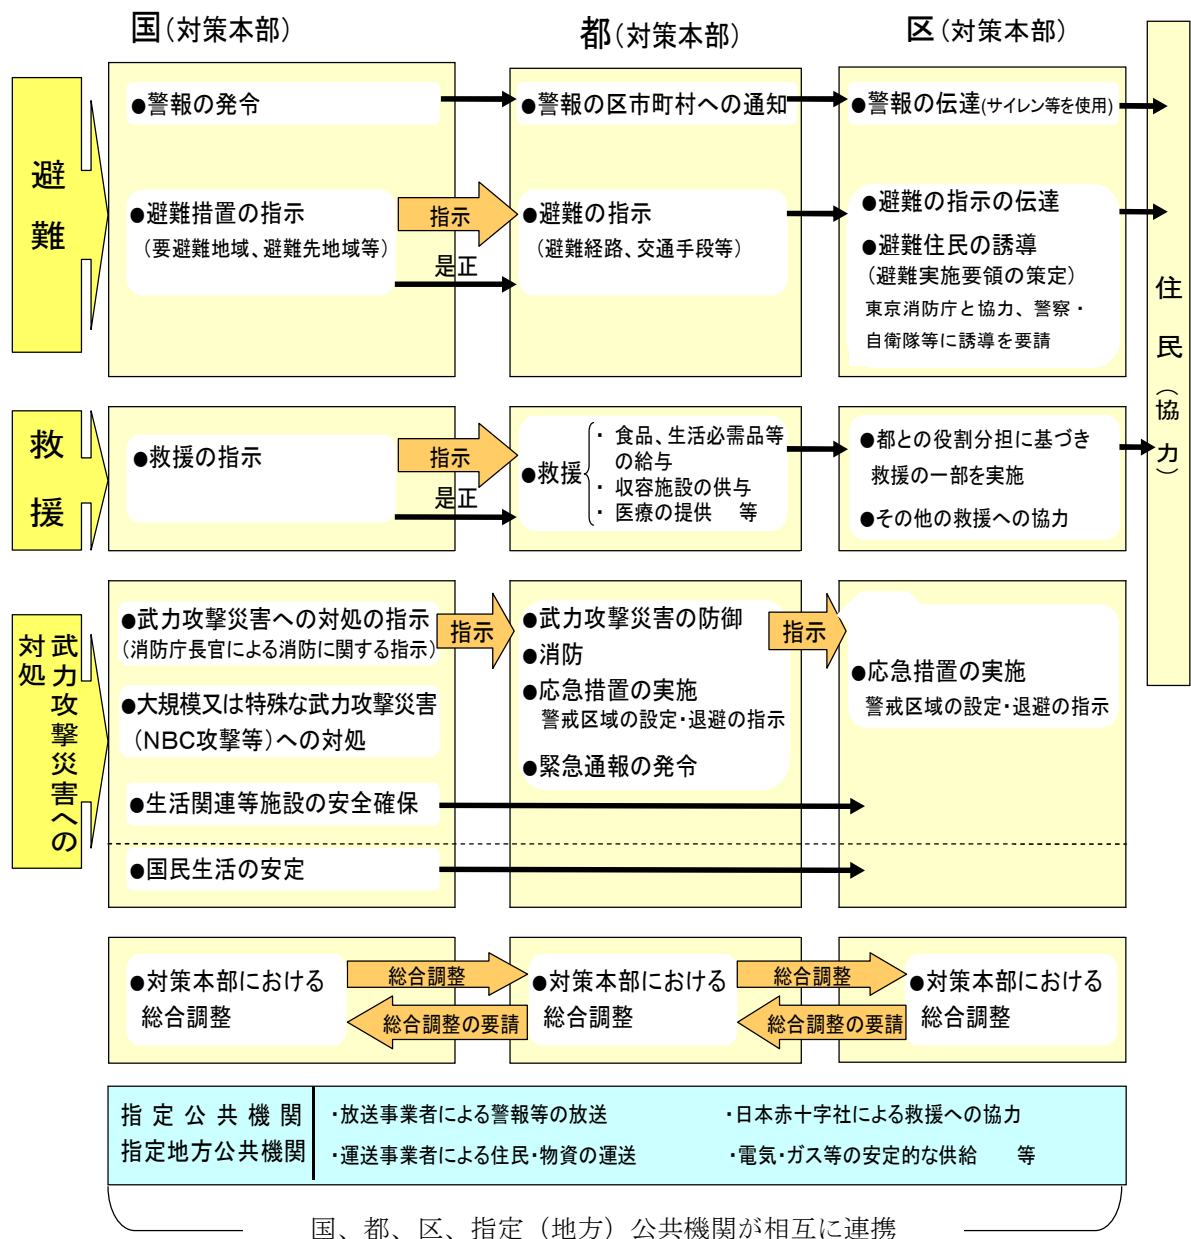 国(対策本部)
都(対策本部)
区(対策本部)
避難
●警報の発令
●警報の区市町村への通知
●警報の伝達(サイレン等を使用)
●避難措置の指示
(要避難地域、避難先地域等)
指示
是正
●避難の指示
(避難経路、交通手段等)
●避難の指示の伝達
●避難住民の誘導
(避難実施要領の策定)
東京消防庁と協力、警察・
自衛隊等に誘導を要請
住民(協力)
救援
●救援の指示
指示
是正
●救援
・ 食品、生活必需品等
の給与
・ 収容施設の供与
・ 医療の提供 等
●都との役割分担に基づき
救援の一部を実施
●その他の救援への協力
武力攻撃災害への
対処
●武力攻撃災害への対処の指示
(消防庁長官による消防に関する指示)
●大規模又は特殊な武力攻撃災害
(NBC攻撃等)への対処
●生活関連等施設の安全確保
●国民生活の安定
指示
●武力攻撃災害の防御
●消防
●応急措置の実施
警戒区域の設定・退避の指示
●緊急通報の発令
指示
●応急措置の実施
警戒区域の設定・退避の指示
●対策本部における
総合調整
総合調整
総合調整の要請
●対策本部における
総合調整
総合調整
総合調整の要請
●対策本部における
総合調整
指定公共機関
指定地方公共機関
・放送事業者による警報等の放送
・日本赤十字社による救援への協力
・運送事業者による住民・物資の運送
・電気・ガス等の安定的な供給 等
国、都、区、指定（地方）公共機関が相互に連携